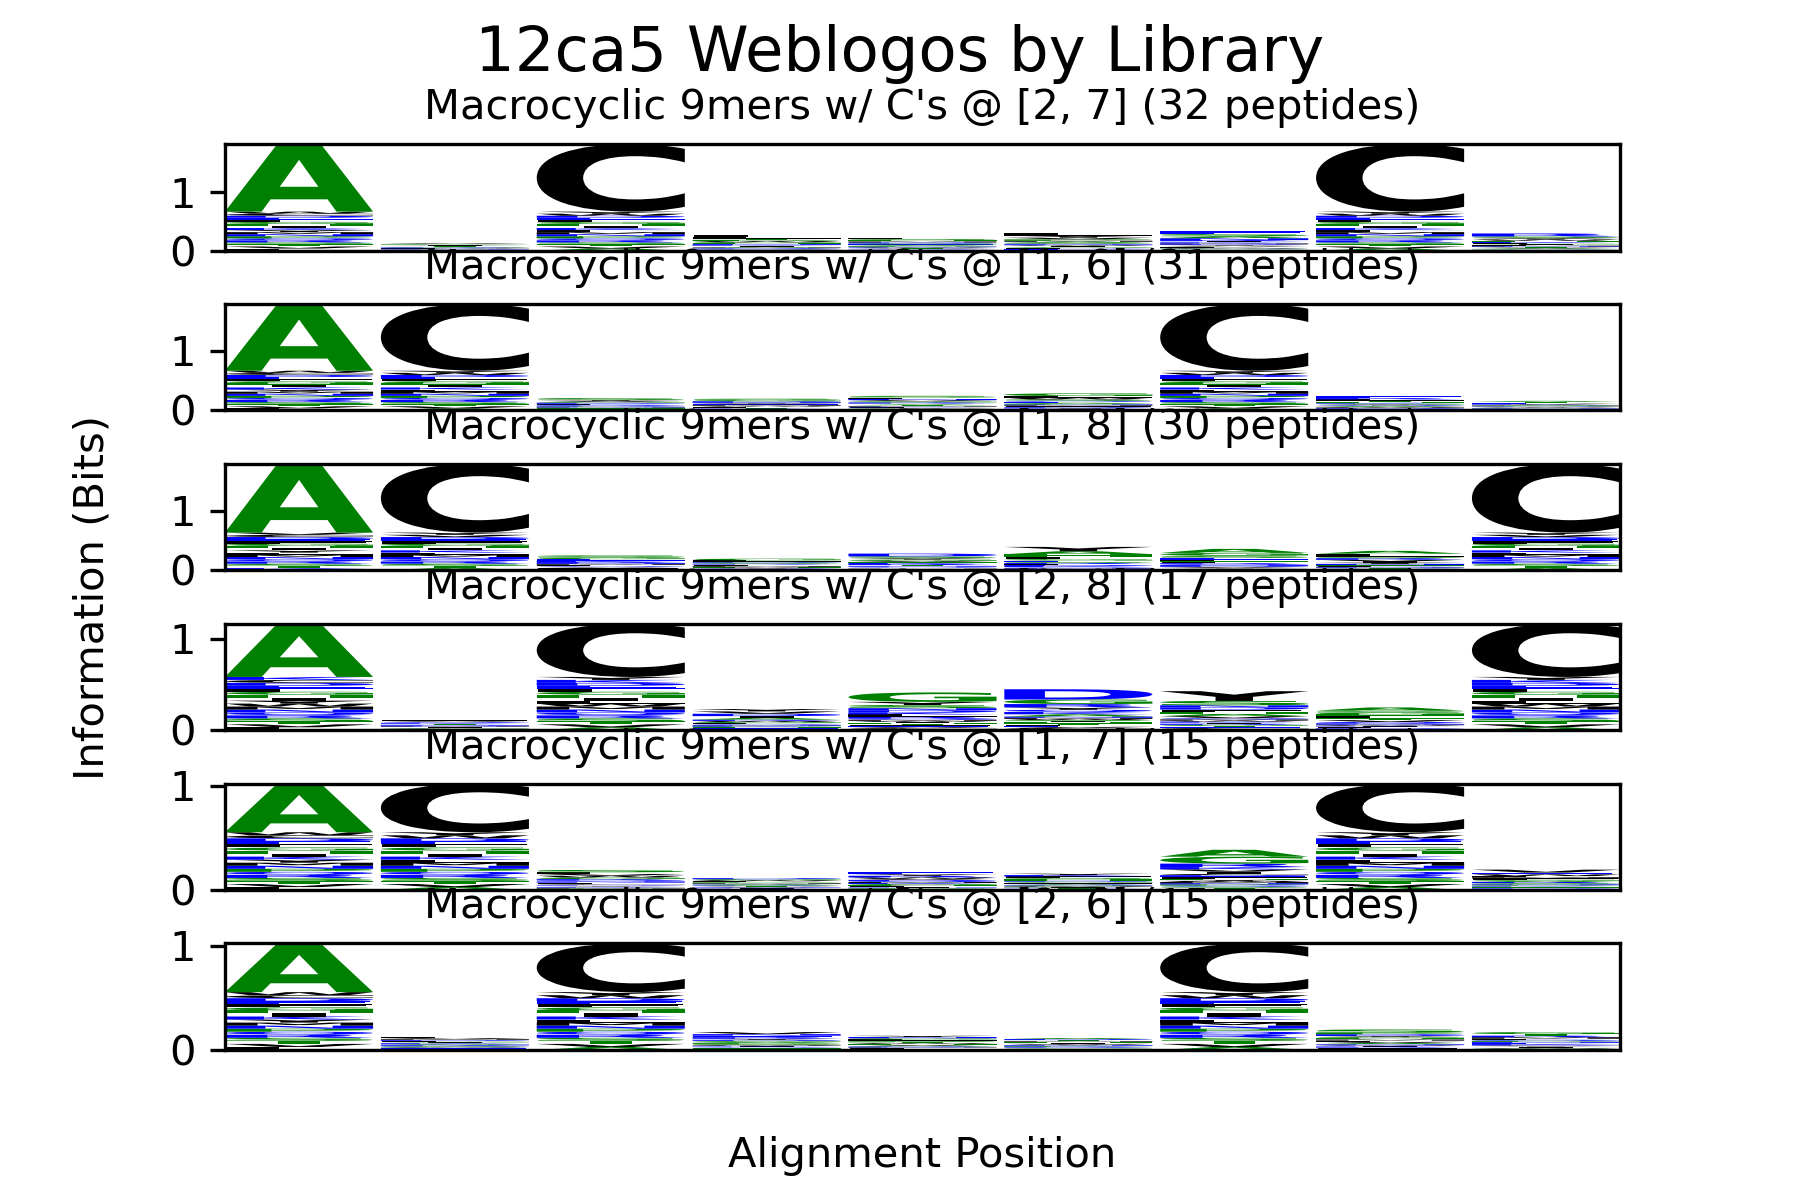 12ca5 Weblogos by Library
Macrocyclic 9mers w/ C's @ [2, 7] (32 peptides)
1
0
A C C
Macrocyclic 9mers w/ C's @ [1, 6] (31 peptides)
1
0
A C C
Macrocyclic 9mers w/ C's @ [1, 8] (30 peptides)
1
0
A C C
Macrocyclic 9mers w/ C's @ [2, 8] (17 peptides)
1
0
A C G D Y C
Macrocyclic 9mers w/ C's @ [1, 7] (15 peptides)
1
0
A C A C
Macrocyclic 9mers w/ C's @ [2, 6] (15 peptides)
1
0
A C C
Information (Bits)
Alignment Position